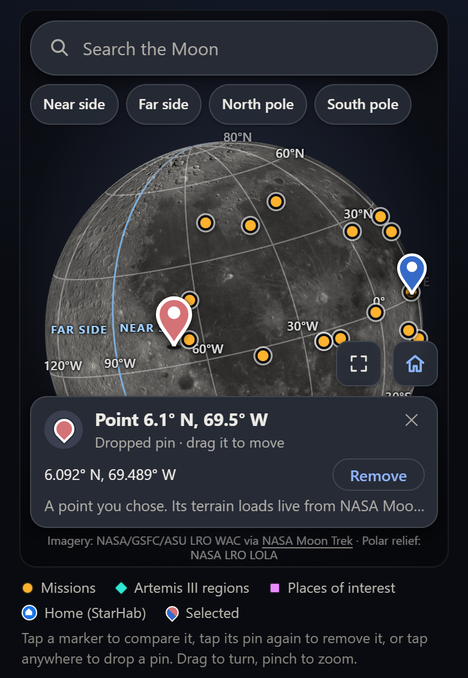 Search the Moon
Near side
Far side
North pole
South pole
80°N
60°N
30°N
0°
FAR SIDE
NEAR
30°W
60°W
120°W
90°W
Point 6.1° N, 69.5° W
Dropped pin · drag it to move
6.092° N, 69.489° W
Remove
A point you chose. Its terrain loads live from NASA Moo...
Imagery: NASA/GSFC/ASU LRO WAC via NASA Moon Trek · Polar relief:
NASA LRO LOLA
Missions
Artemis III regions
Places of interest
Home (StarHab)
Selected
Tap a marker to compare it, tap its pin again to remove it, or tap
anywhere to drop a pin. Drag to turn, pinch to zoom.